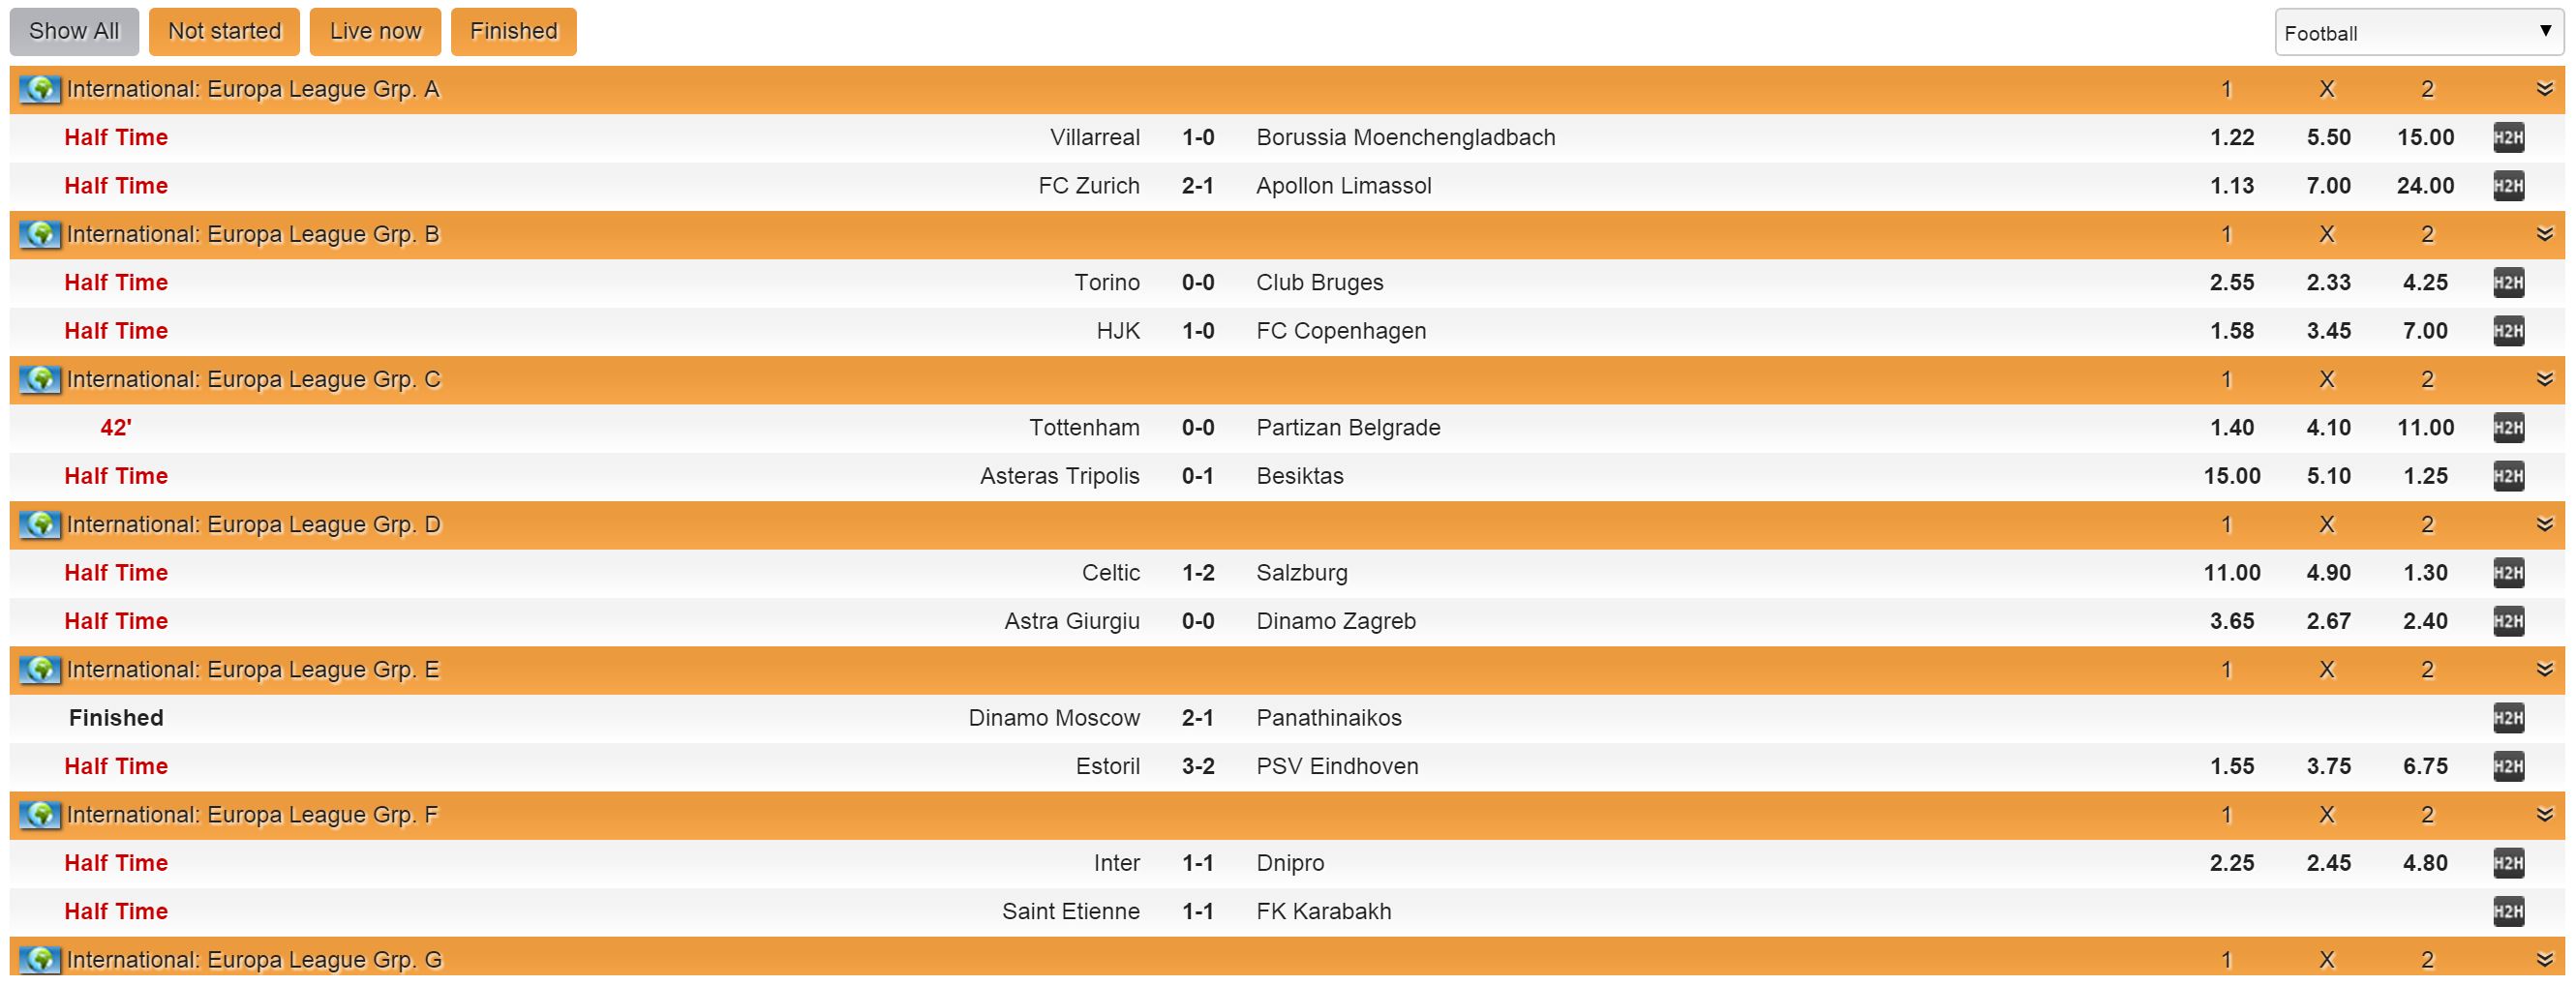 Show All Not started Live now Finished Football
International: Europa League Grp. A 1 X 2
Half Time Villarreal 1-0 Borussia Moenchengladbach 1.22 5.50 15.00 H2H
Half Time FC Zurich 2-1 Apollon Limassol 1.13 7.00 24.00 H2H
International: Europa League Grp. B 1 X 2
Half Time Torino 0-0 Club Bruges 2.55 2.33 4.25 H2H
Half Time HJK 1-0 FC Copenhagen 1.58 3.45 7.00 H2H
International: Europa League Grp. C 1 X 2
42' Tottenham 0-0 Partizan Belgrade 1.40 4.10 11.00 H2H
Half Time Asteras Tripolis 0-1 Besiktas 15.00 5.10 1.25 H2H
International: Europa League Grp. D 1 X 2
Half Time Celtic 1-2 Salzburg 11.00 4.90 1.30 H2H
Half Time Astra Giurgiu 0-0 Dinamo Zagreb 3.65 2.67 2.40 H2H
International: Europa League Grp. E 1 X 2
Finished Dinamo Moscow 2-1 Panathinaikos H2H
Half Time Estoril 3-2 PSV Eindhoven 1.55 3.75 6.75 H2H
International: Europa League Grp. F 1 X 2
Half Time Inter 1-1 Dnipro 2.25 2.45 4.80 H2H
Half Time Saint Etienne 1-1 FK Karabakh H2H
International: Europa League Grp. G 1 X 2